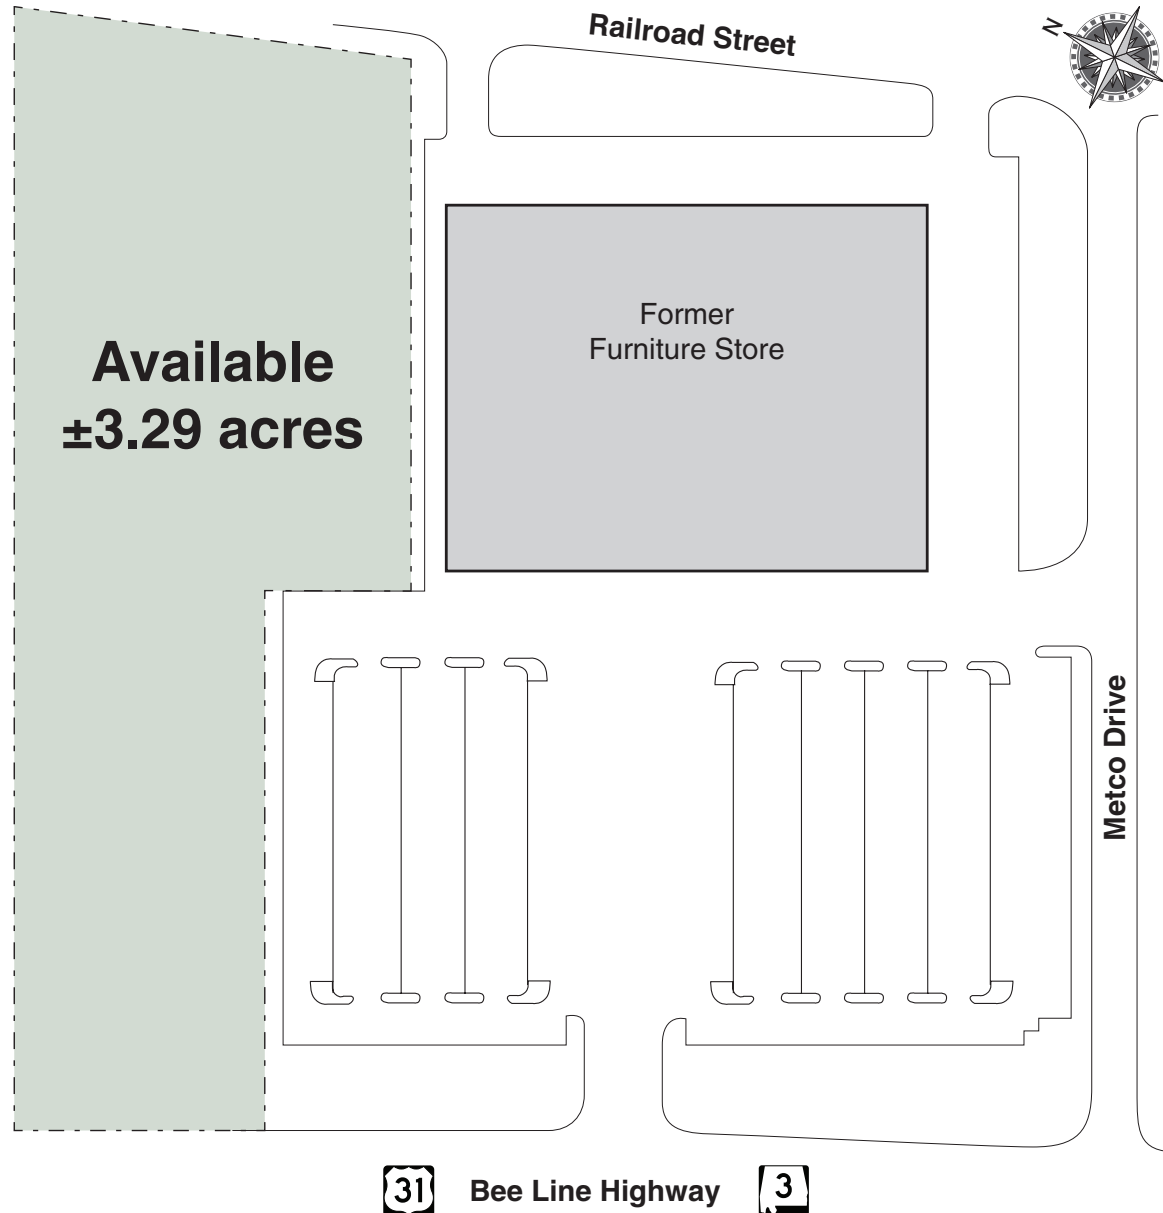 Railroad Street
N
Former
Furniture Store
Available
±3.29 acres
Metco Drive
31 Bee Line Highway 3